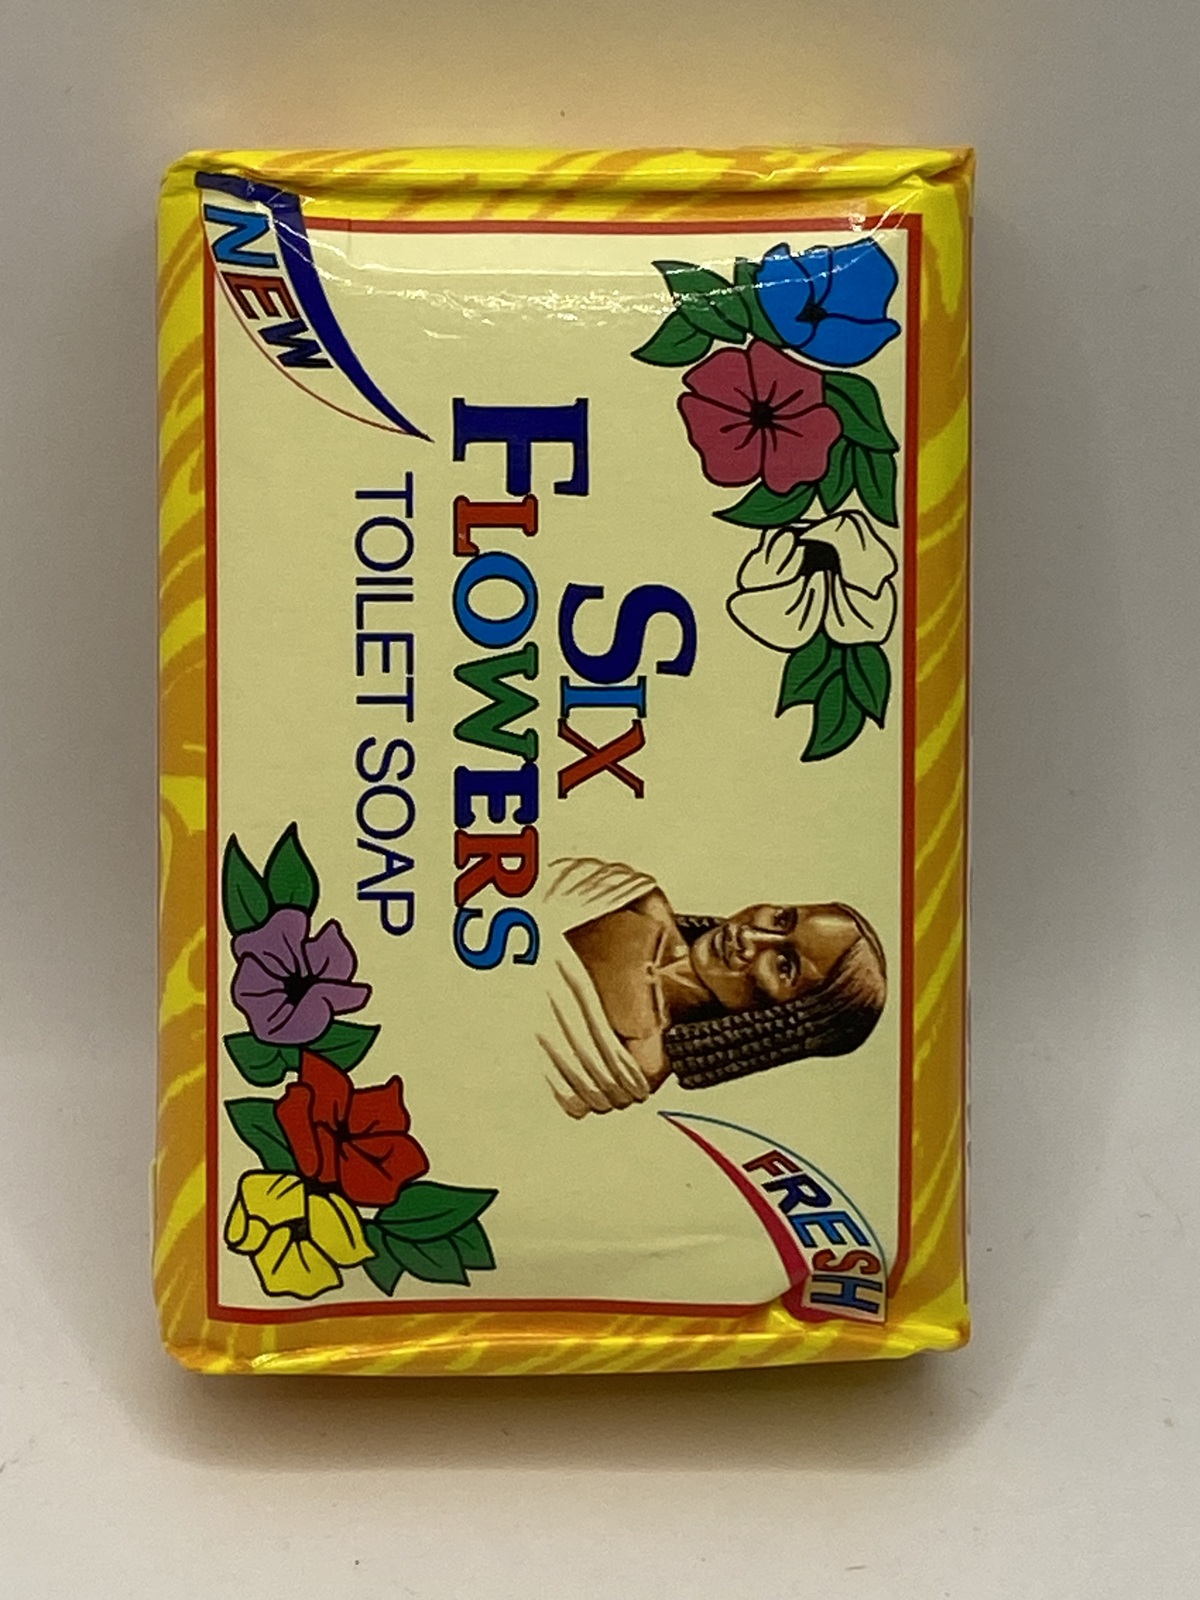 NEW
SIX
FLOWERS
TOILET SOAP
FRESH